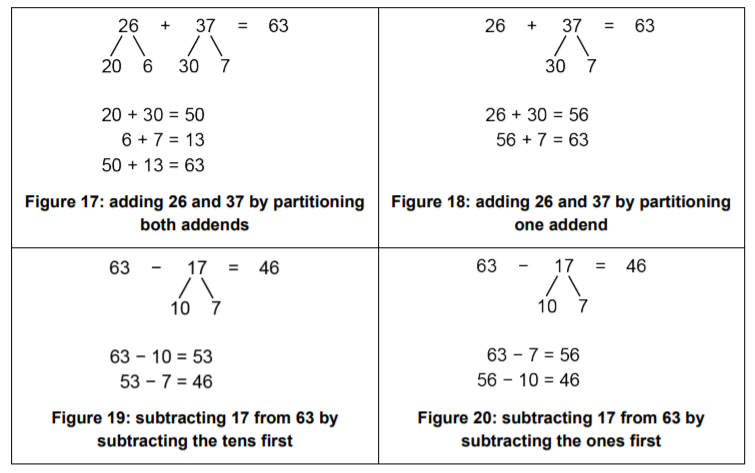 26 + 37 = 63
20 6 30 7
20 + 30 = 50
6 + 7 = 13
50 + 13 = 63
Figure 17: adding 26 and 37 by partitioning
both addends
26 + 37 = 63
30 7
26 + 30 = 56
56 + 7 = 63
Figure 18: adding 26 and 37 by partitioning
one addend
63 − 17 = 46
10 7
63 − 10 = 53
53 − 7 = 46
Figure 19: subtracting 17 from 63 by
subtracting the tens first
63 − 17 = 46
10 7
63 − 7 = 56
56 − 10 = 46
Figure 20: subtracting 17 from 63 by
subtracting the ones first